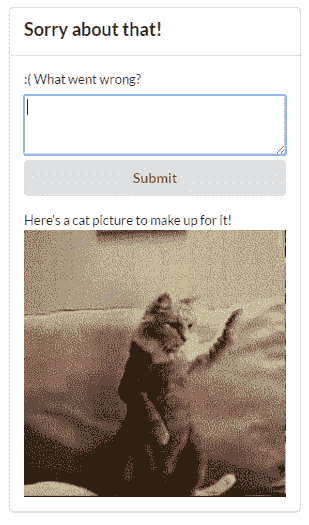 Sorry about that!
:( What went wrong?
Submit
Here's a cat picture to make up for it!